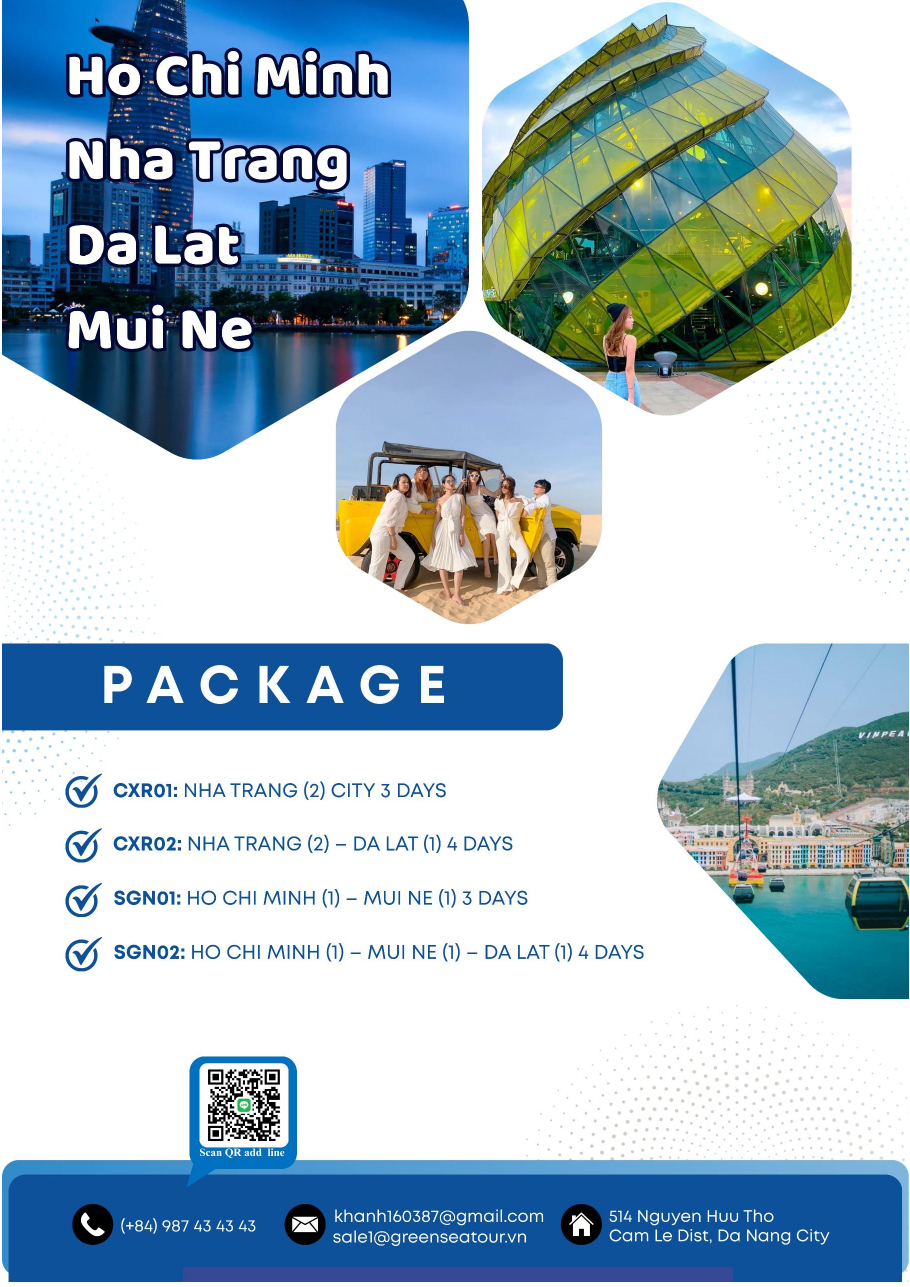 Ho Chi Minh
Nha Trang
Da Lat
Mui Ne
PACKAGE
VINPEA
CXR01: NHA TRANG (2) CITY 3 DAYS
CXR02: NHA TRANG (2) – DA LAT (1) 4 DAYS
SGN01: HO CHI MINH (1) – MUI NE (1) 3 DAYS
SGN02: HO CHI MINH (1) – MUI NE (1) – DA LAT (1) 4 DAYS
Scan QR add line
(+84) 987 43 43 43
khanh160387@gmail.com
sale1@greenseatour.vn
514 Nguyen Huu Tho
Cam Le Dist, Da Nang City